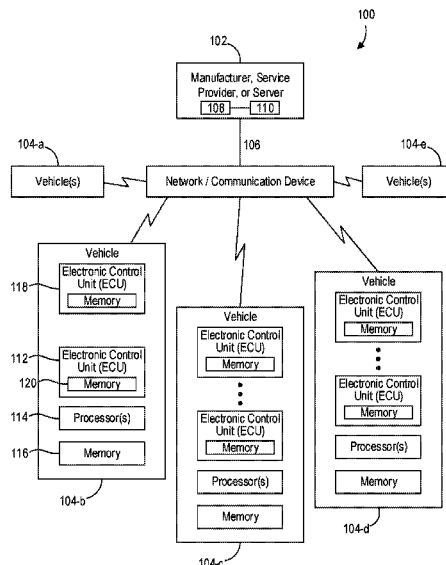 100
102
Manufacturer, Service
Provider, or Server
108
110
104-a
106
104-e
Vehicle(s)
Network / Communication Device
Vehicle(s)
Vehicle
118
Electronic Control
Unit (ECU)
Memory
112
Electronic Control
Unit (ECU)
120
Memory
114
Processor(s)
116
Memory
104-b
Vehicle
Electronic Control
Unit (ECU)
Memory
Electronic Control
Unit (ECU)
Memory
Processor(s)
Memory
104-c
Vehicle
Electronic Control
Unit (ECU)
Memory
Electronic Control
Unit (ECU)
Memory
Processor(s)
Memory
104-d